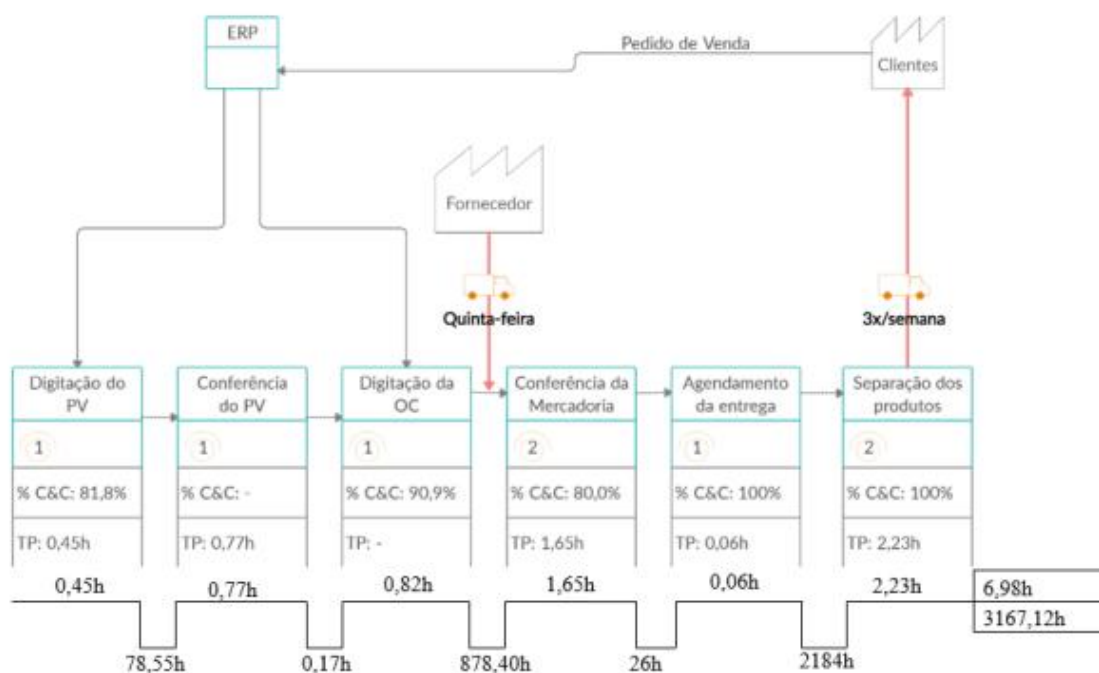 ERP
Pedido de Venda
Clientes
Fornecedor
Quinta-feira
3x/semana
Digitação do
PV
1
% C&C: 81,8%
TP: 0,45h
Conferência
do PV
1
% C&C: -
TP: 0,77h
Digitação da
OC
1
% C&C: 90,9%
TP: -
Conferência da
Mercadoria
2
% C&C: 80,0%
TP: 1,65h
Agendamento
da entrega
1
% C&C: 100%
TP: 0,06h
Separação dos
produtos
2
% C&C: 100%
TP: 2,23h
0,45h
0,77h
0,82h
1,65h
0,06h
2,23h
6,98h
3167,12h
78,55h
0,17h
878,40h
26h
2184h